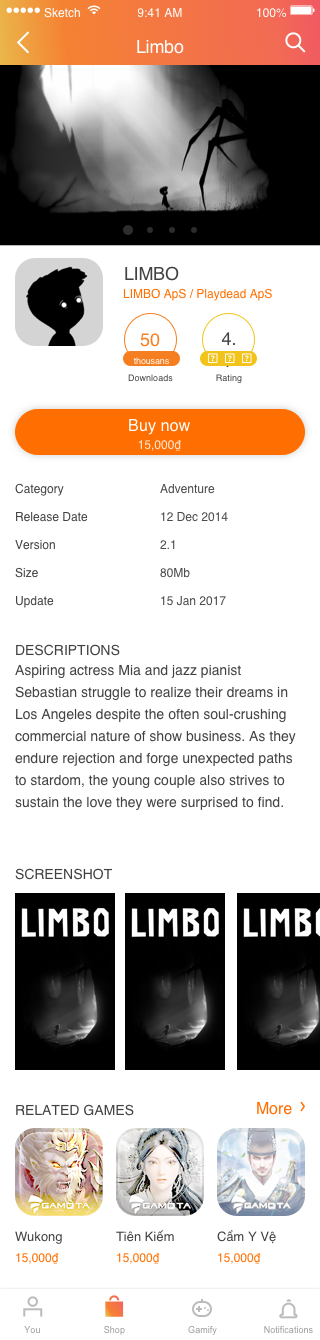 Sketch 9:41 AM 100%
Limbo
LIMBO
LIMBO ApS / Playdead ApS
50 4.
thousans
Downloads Rating
Buy now
15,000₫
Category Adventure
Release Date 12 Dec 2014
Version 2.1
Size 80Mb
Update 15 Jan 2017
DESCRIPTIONS
Aspiring actress Mia and jazz pianist
Sebastian struggle to realize their dreams in
Los Angeles despite the often soul-crushing
commercial nature of show business. As they
endure rejection and forge unexpected paths
to stardom, the young couple also strives to
sustain the love they were surprised to find.
SCREENSHOT
LIMBO LIMBO LIMB
RELATED GAMES More
GAMOTA GAMOTA GAMOTA
Wukong Tiên Kiếm Cẩm Y Vệ
15,000₫ 15,000₫ 15,000₫
You Shop Gamify Notifications